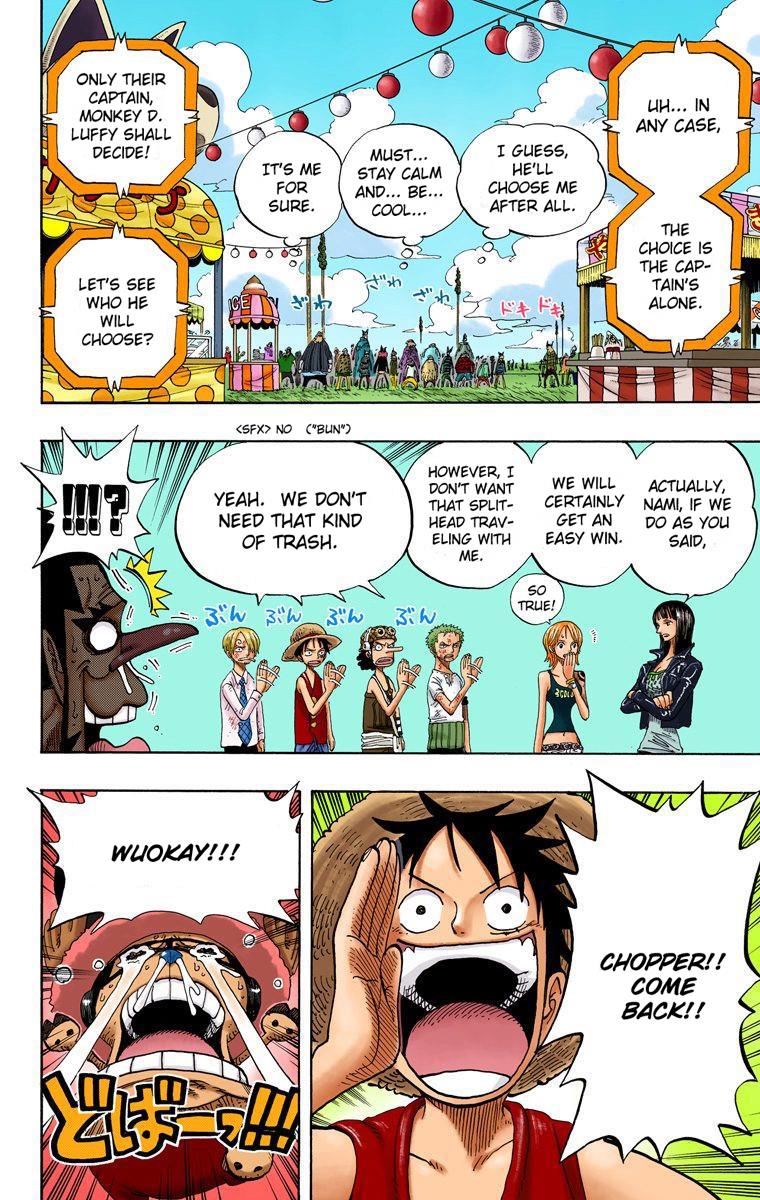 UH... IN
ANY CASE,
THE
CHOICE IS
THE CAP-
TAIN'S
ALONE.
I GUESS,
HE'LL
CHOOSE ME
AFTER ALL.
MUST...
STAY CALM
AND... BE...
COOL...
IT'S ME
FOR
SURE.
ONLY THEIR
CAPTAIN,
MONKEY D.
LUFFY SHALL
DECIDE!
LET'S SEE
WHO HE
WILL
CHOOSE?
ICE
ドキ ドキ
ざわ
ざわ
ざわ
<SFX> NO ("BUN")
ACTUALLY,
NAMI, IF WE
DO AS YOU
SAID,
WE WILL
CERTAINLY
GET AN
EASY WIN.
HOWEVER, I
DON'T WANT
THAT SPLIT-
HEAD TRAV-
ELING WITH
ME.
SO
TRUE!
YEAH. WE DON'T
NEED THAT KIND
OF TRASH.
ぶん ぶん ぶん ぶん
!!!?
CHOPPER!!
COME
BACK!!
WUOKAY!!!
どばーっ!!!